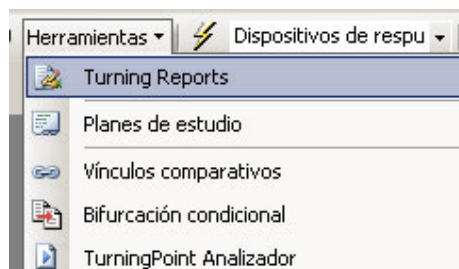 Herramientas Dispositivos de respu
Turning Reports
Planes de estudio
Vínculos comparativos
Bifurcación condicional
TurningPoint Analizador